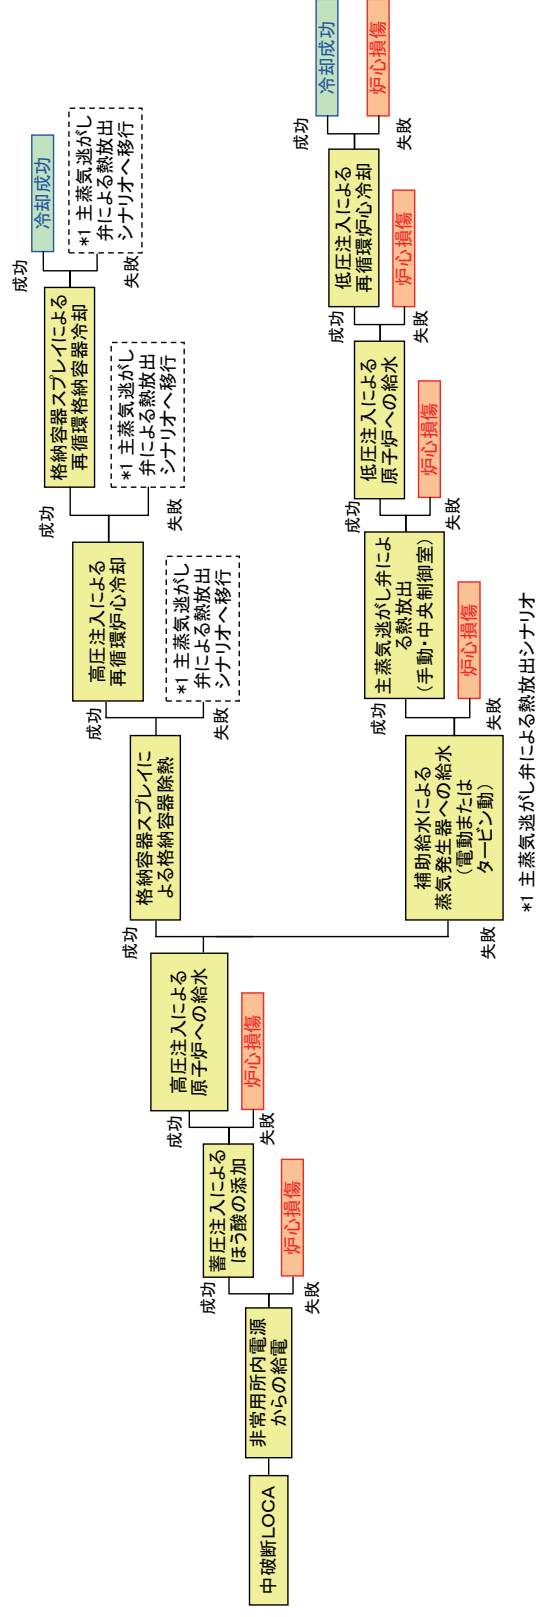 中破断LOCA
非常用所内電源
からの給電
成功
失敗
炉心損傷
蓄圧注入による
ほう酸の添加
成功
失敗
炉心損傷
高圧注入による
原子炉への給水
成功
失敗
格納容器スプレイに
よる格納容器除熱
成功
失敗
*1 主蒸気逃がし
弁による熱放出
シナリオへ移行
高圧注入による
再循環炉心冷却
成功
失敗
*1 主蒸気逃がし
弁による熱放出
シナリオへ移行
格納容器スプレイによる
再循環格納容器冷却
成功
失敗
冷却成功
*1 主蒸気逃がし
弁による熱放出
シナリオへ移行
補助給水による
蒸気発生器への給水
(電動または
タービン動)
成功
失敗
炉心損傷
主蒸気逃がし弁によ
る熱放出
(手動・中央制御室)
成功
失敗
炉心損傷
低圧注入による
原子炉への給水
成功
失敗
炉心損傷
低圧注入による
再循環炉心冷却
成功
失敗
冷却成功
炉心損傷
*1 主蒸気逃がし弁による熱放出シナリオ